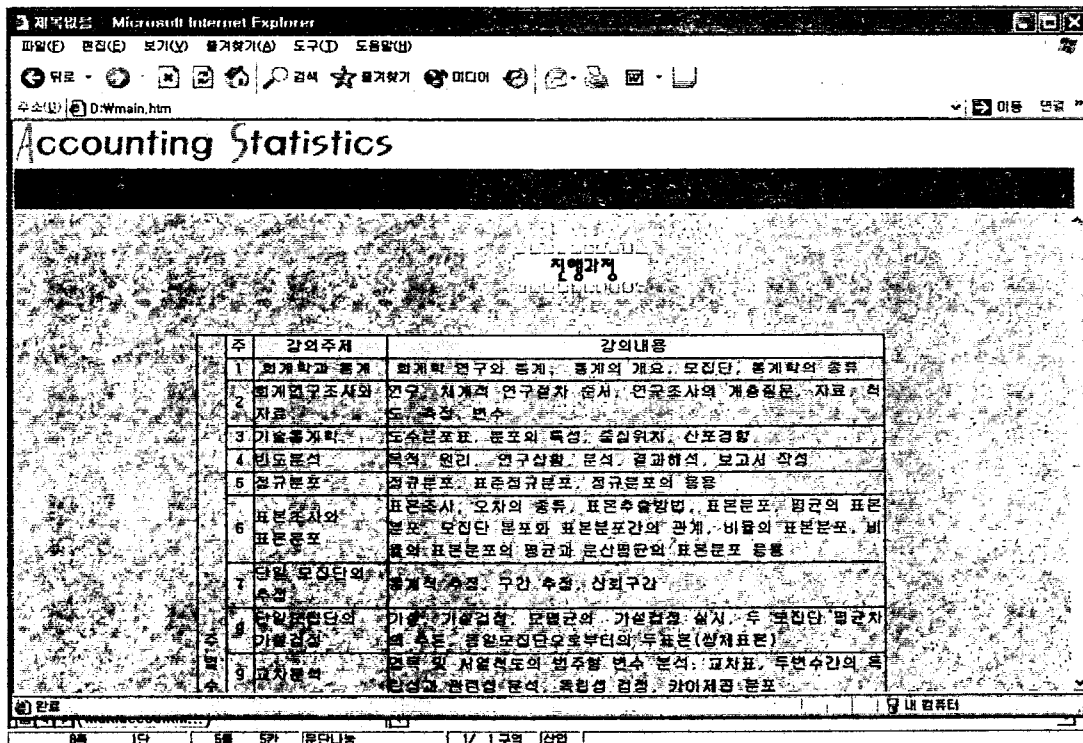 제목없음 Microsoft Internet Explorer
파일(F) 편집(E) 보기(V) 즐겨찾기(A) 도구(T) 도움말(H)
뒤로 검색 즐겨찾기 미디어
주소(D) D:\main.htm 이동 연결 »
Accounting Statistics
진행과정
주 강의주제 강의내용
1 회계학과 통계 회계학 연구와 통계, 통계의 개요, 모집단, 통계학의 종류
2 회계연구조사와 연구, 체계적 연구절차 순서, 연구조사의 계층질문, 자료, 척
자료 도 측정, 변수
3 기술통계학 도수분포표, 분포의 특성, 중심위치, 산포경향
4 빈도분석 목적, 원리, 연구상황, 분석, 결과해석, 보고서 작성
5 정규분포 정규분포, 표준정규분포, 정규분포의 응용
표본조사, 오차의 종류, 표본추출방법, 표본분포, 평균의 표본
6 표본조사와 분포, 모집단 분포와 표본분포간의 관계, 비율의 표본분포, 비
표본분포 율의 표본분포의 평균과 분산평균의 표본분포 응용
7 단일 모집단의 통계적 추정, 구간 추정, 신뢰구간
추정
8 단일모집단의 가설, 가설검정, 모평균의 가설검정 실시, 두 모집단 평균차
가설검정 의 추론, 동일모집단으로부터의 두표본(쌍체표본)
9 교차분석 명목 및 서열척도의 범주형 변수 분석: 교차표, 두변수간의 독
립성과 관련성 분석, 독립성 검정, 카이제곱 분포
완료 내 컴퓨터
8쪽 1단 5줄 5칸 문단나눔 1/ 1 구역 삽입